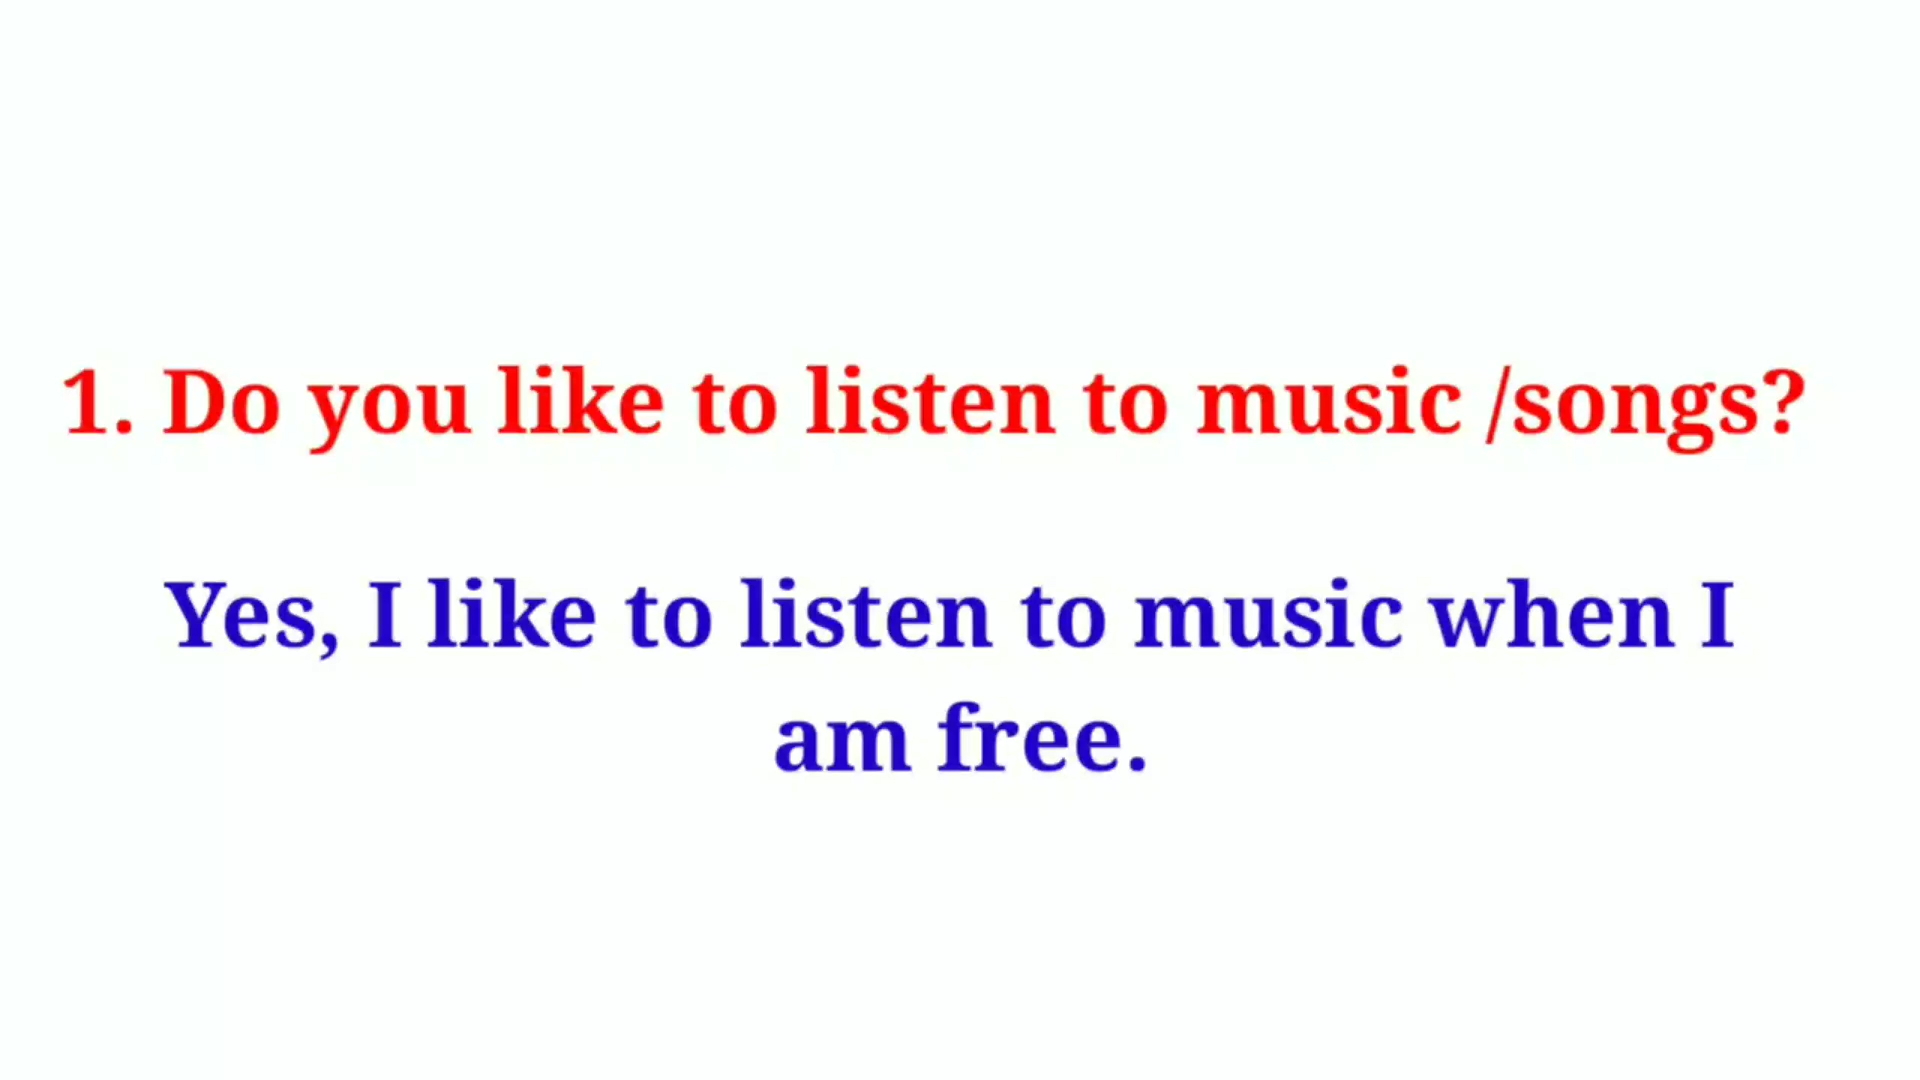 1. Do you like to listen to music /songs?
Yes, I like to listen to music when I
am free.